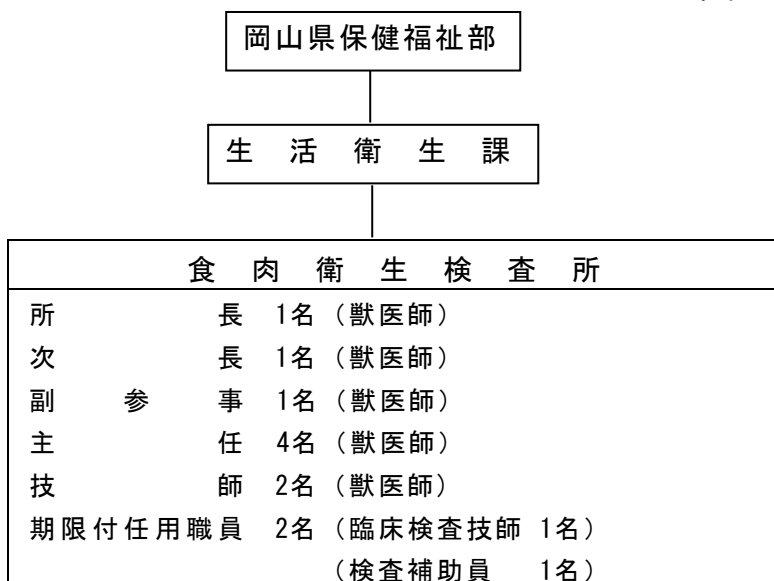 岡山県保健福祉部
生活衛生課
食肉衛生検査所
所長 1名（獣医師）
次長 1名（獣医師）
副参事 1名（獣医師）
主任 4名（獣医師）
技師 2名（獣医師）
期限付任用職員 2名（臨床検査技師 1名）
（検査補助員 1名）